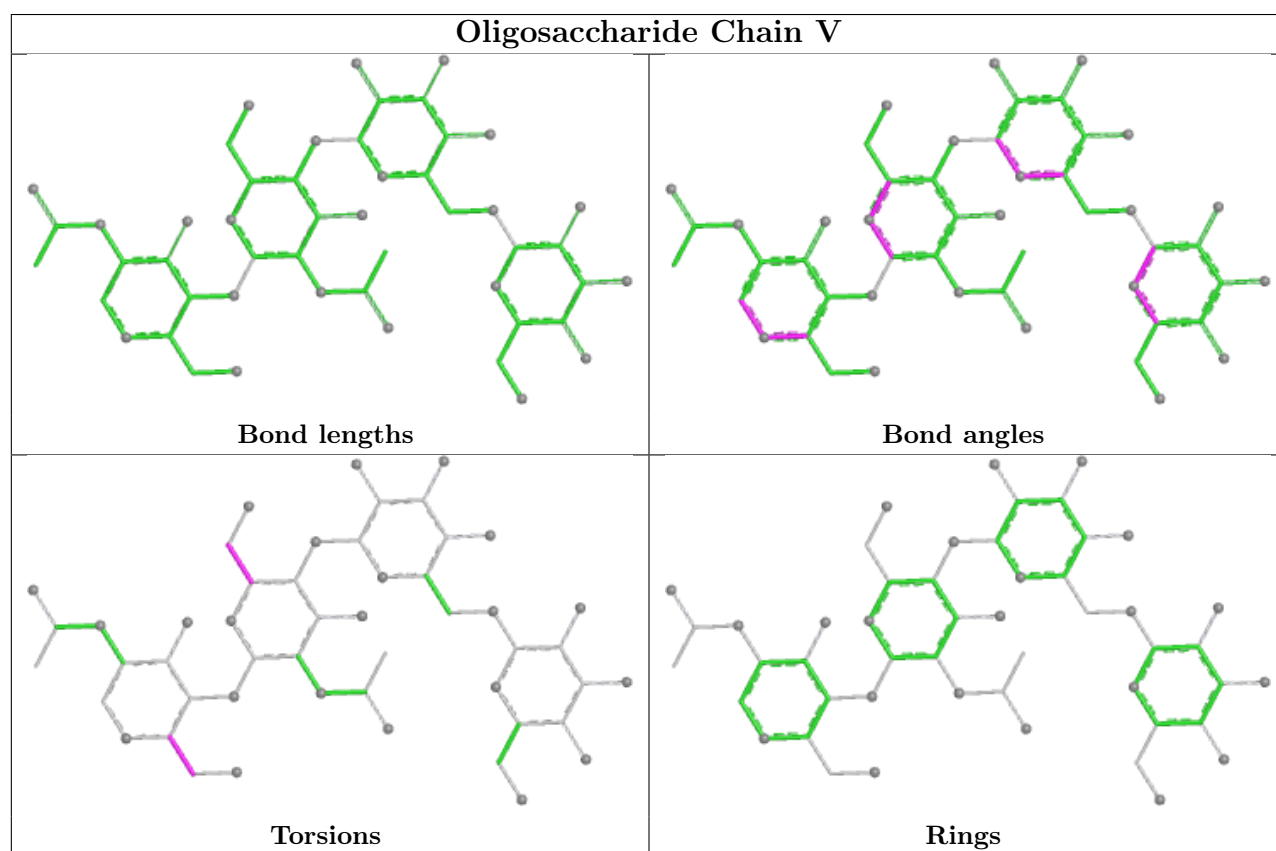 Oligosaccharide Chain V
Bond lengths
Bond angles
Torsions
Rings